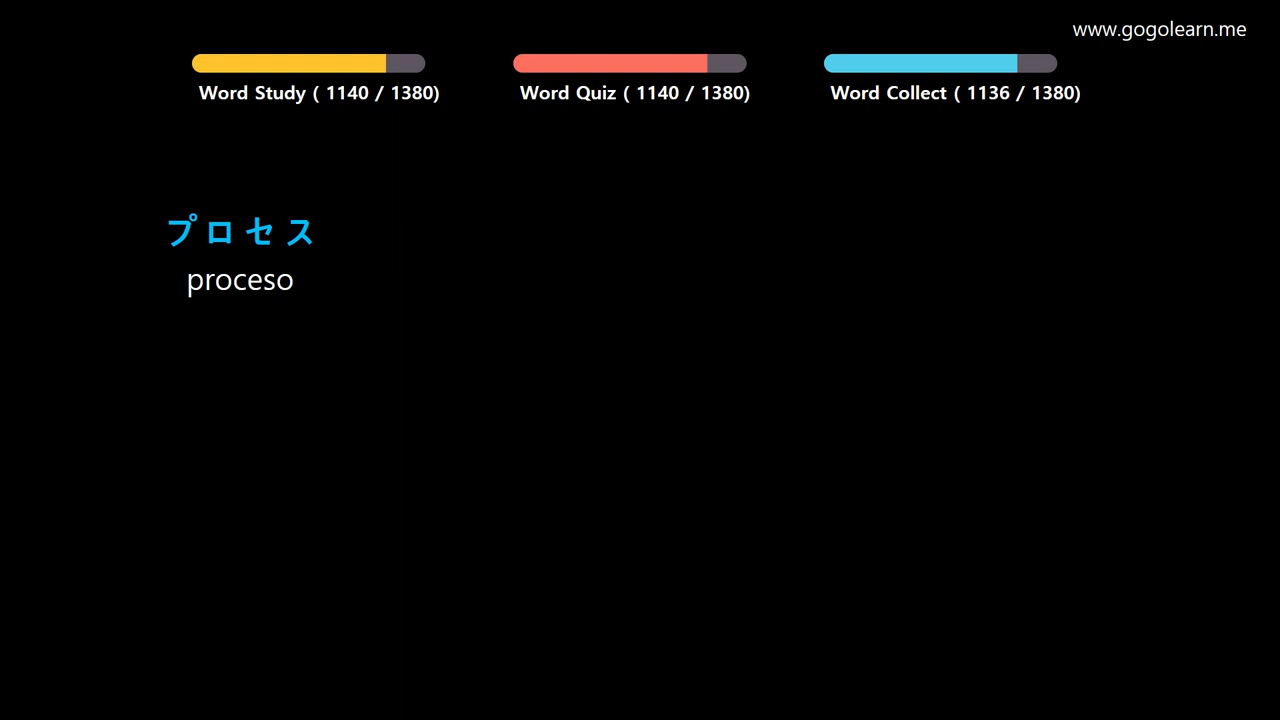 www.gogolearn.me
Word Study ( 1140 / 1380)
Word Quiz ( 1140 / 1380)
Word Collect ( 1136 / 1380)
プロセス
proceso